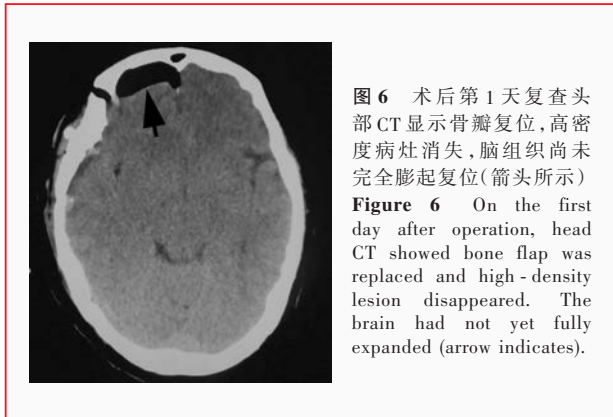 图 6 术后第 1 天复查头
部 CT 显示骨瓣复位,高密
度病灶消失,脑组织尚未
完全膨起复位(箭头所示)
Figure 6 On the first
day after operation, head
CT showed bone flap was
replaced and high - density
lesion disappeared. The
brain had not yet fully
expanded (arrow indicates).